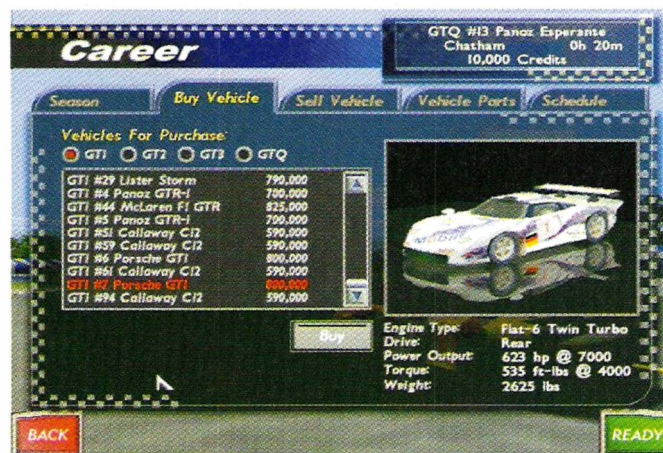 Career
GTQ #13 Panoz Esperante
Chatham 0h 20m
10,000 Credits
Season Buy Vehicle Sell Vehicle Vehicle Parts Schedule
Vehicles For Purchase:
GT1 GT2 GT3 GTQ
GT1 #29 Lister Storm 790,000
GT1 #4 Panoz GTR-1 700,000
GT1 #44 McLaren F1 GTR 825,000
GT1 #5 Panoz GTR-1 700,000
GT1 #51 Callaway C12 590,000
GT1 #59 Callaway C12 590,000
GT1 #6 Porsche GT1 800,000
GT1 #61 Callaway C12 590,000
GT1 #7 Porsche GT1 800,000
GT1 #94 Callaway C12 590,000
Mobil 1
Buy
Engine Type: Flat-6 Twin Turbo
Drive: Rear
Power Output: 623 hp @ 7000
Torque: 535 ft-lbs @ 4000
Weight: 2625 lbs
BACK
READY